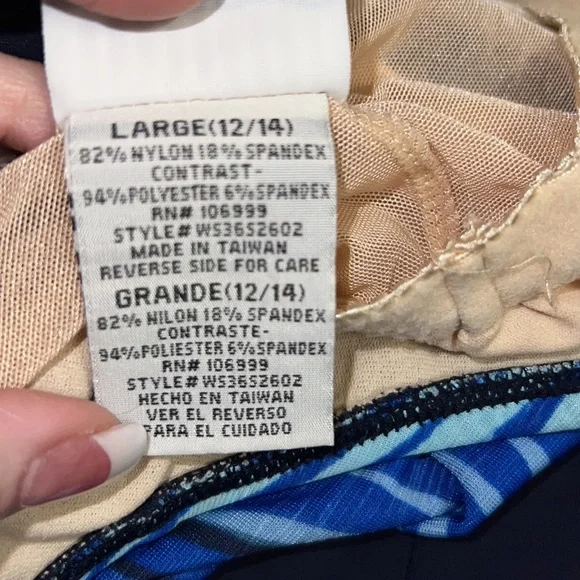 LARGE(12/14)
82% NYLON 18% SPANDEX
CONTRAST-
94%POLYESTER 6%SPANDEX
RN# 106999
STYLE# WS36S2602
MADE IN TAIWAN
REVERSE SIDE FOR CARE
GRANDE(12/14)
82% NILON 18% SPANDEX
CONTRASTE-
94%POLIESTER 6%SPANDEX
RN# 106999
STYLE# WS36S2602
HECHO EN TAIWAN
VER EL REVERSO
PARA EL CUIDADO